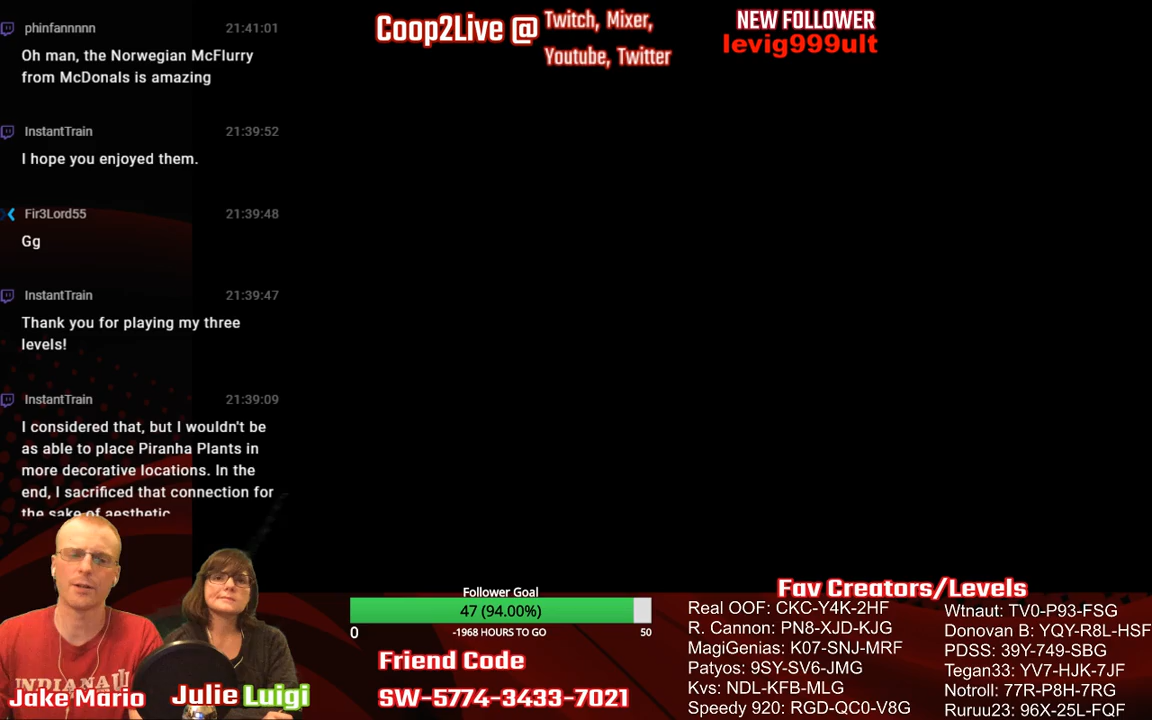 phinfannnnn 21:41:01
Oh man, the Norwegian McFlurry
from McDonals is amazing
InstantTrain 21:39:52
I hope you enjoyed them.
Fir3Lord55 21:39:48
Gg
InstantTrain 21:39:47
Thank you for playing my three
levels!
InstantTrain 21:39:09
I considered that, but I wouldn't be
as able to place Piranha Plants in
more decorative locations. In the
end, I sacrificed that connection for
the sake of aesthetic
Coop2Live @ Twitch, Mixer,
Youtube, Twitter
NEW FOLLOWER
levig999ult
INDIANA
Jake Mario
Julie Luigi
Follower Goal
47 (94.00%)
0 -1968 HOURS TO GO 50
Friend Code
SW-5774-3433-7021
Fav Creators/Levels
Real OOF: CKC-Y4K-2HF
R. Cannon: PN8-XJD-KJG
MagiGenias: K07-SNJ-MRF
Patyos: 9SY-SV6-JMG
Kvs: NDL-KFB-MLG
Speedy 920: RGD-QC0-V8G
Wtnaut: TV0-P93-FSG
Donovan B: YQY-R8L-HSF
PDSS: 39Y-749-SBG
Tegan33: YV7-HJK-7JF
Notroll: 77R-P8H-7RG
Ruruu23: 96X-25L-FQF